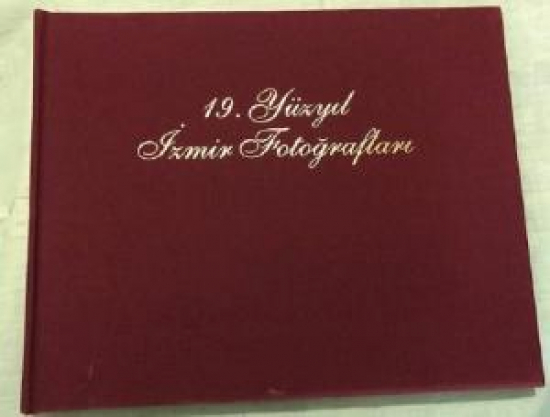 19. Yüzyıl
İzmir Fotoğrafları